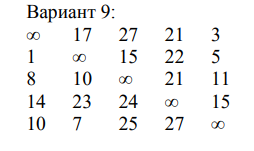 Вариант 9:
∞ 17 27 21 3
1 ∞ 15 22 5
8 10 ∞ 21 11
14 23 24 ∞ 15
10 7 25 27 ∞